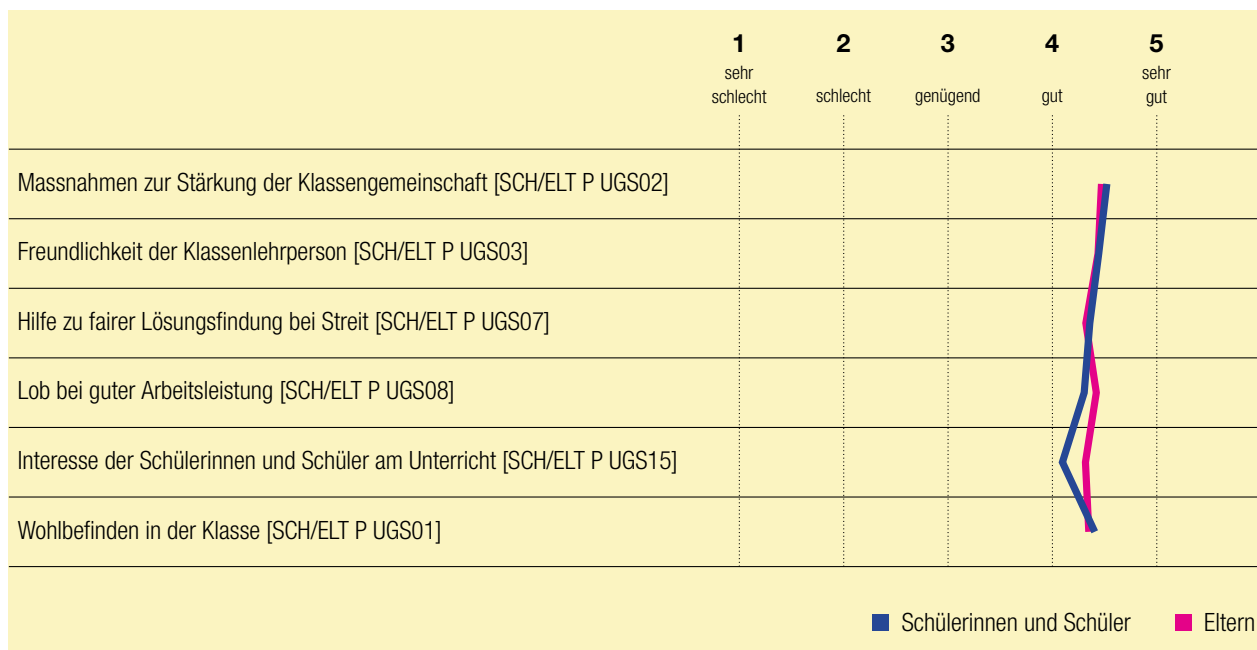 1 2 3 4 5
sehr schlecht schlecht genügend gut sehr gut
Massnahmen zur Stärkung der Klassengemeinschaft [SCH/ELT P UGS02]
Freundlichkeit der Klassenlehrperson [SCH/ELT P UGS03]
Hilfe zu fairer Lösungsfindung bei Streit [SCH/ELT P UGS07]
Lob bei guter Arbeitsleistung [SCH/ELT P UGS08]
Interesse der Schülerinnen und Schüler am Unterricht [SCH/ELT P UGS15]
Wohlbefinden in der Klasse [SCH/ELT P UGS01]
Schülerinnen und Schüler Eltern